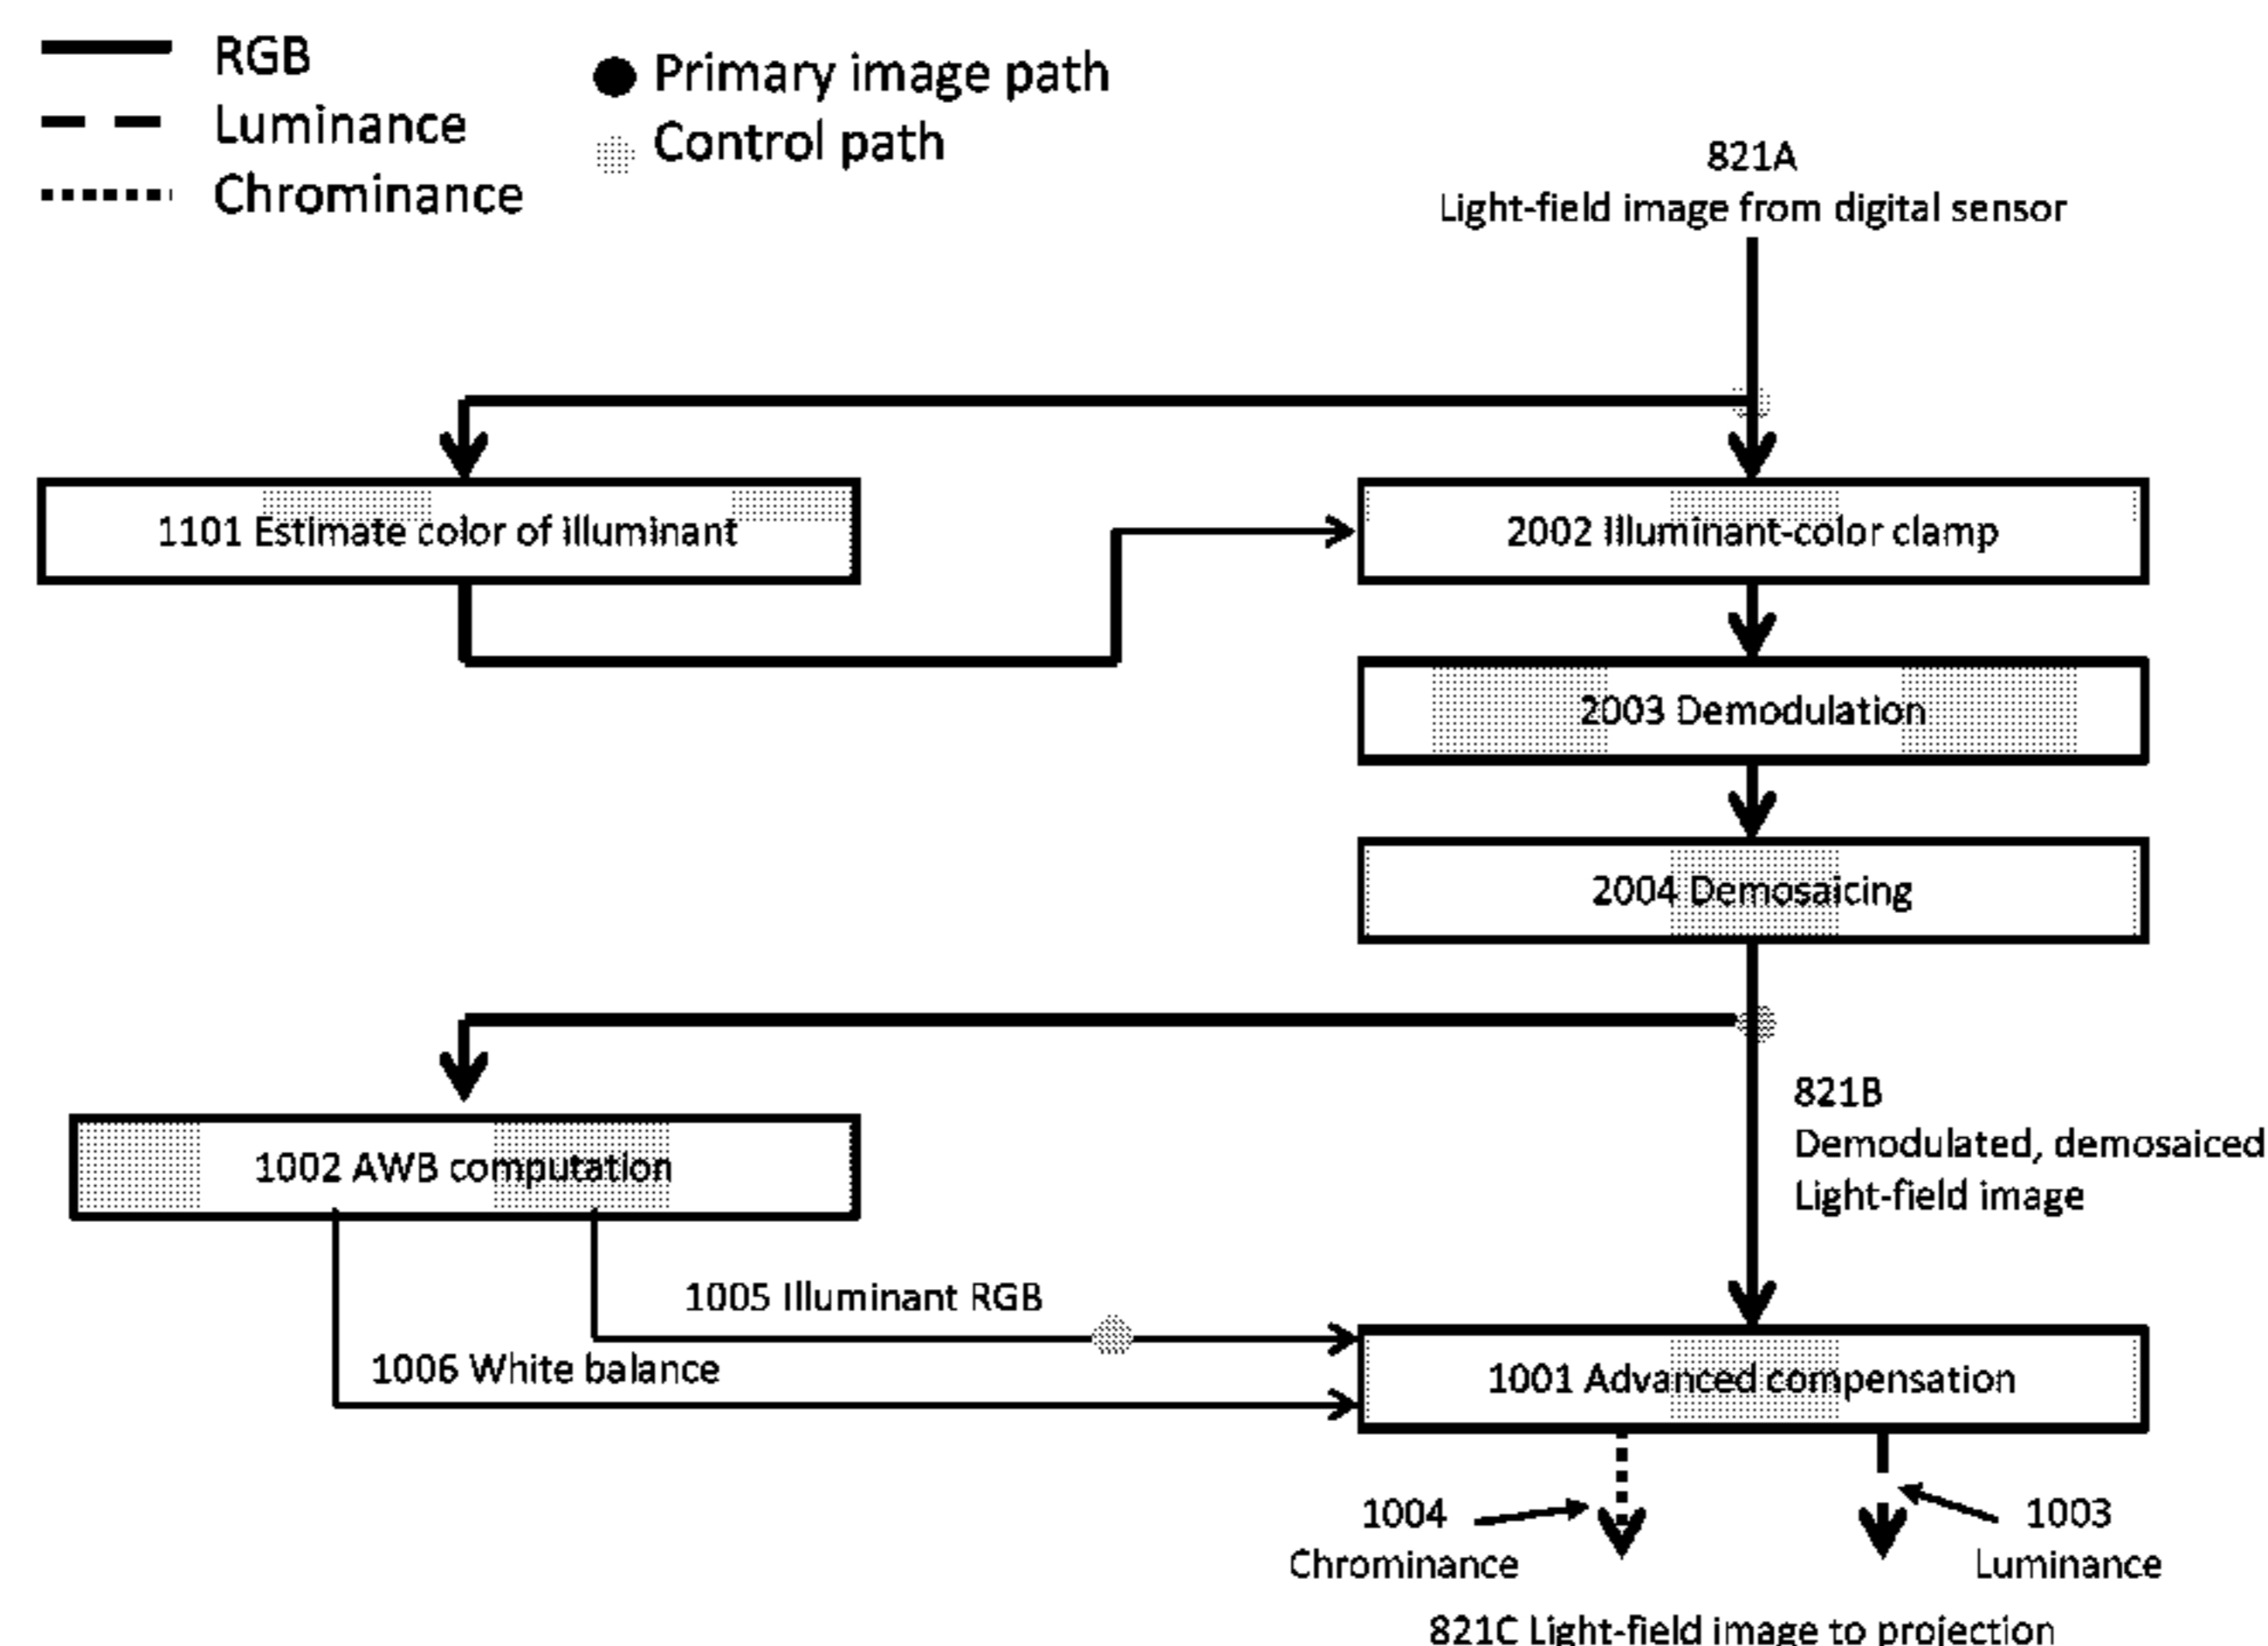 RGB
Luminance
Chrominance
Primary image path
Control path
821A
Light-field image from digital sensor
1101 Estimate color of illuminant
2002 Illuminant-color clamp
2003 Demodulation
2004 Demosaicing
821B
Demodulated, demosaiced
Light-field image
1002 AWB computation
1005 Illuminant RGB
1006 White balance
1001 Advanced compensation
1004
Chrominance
1003
Luminance
821C Light-field image to projection